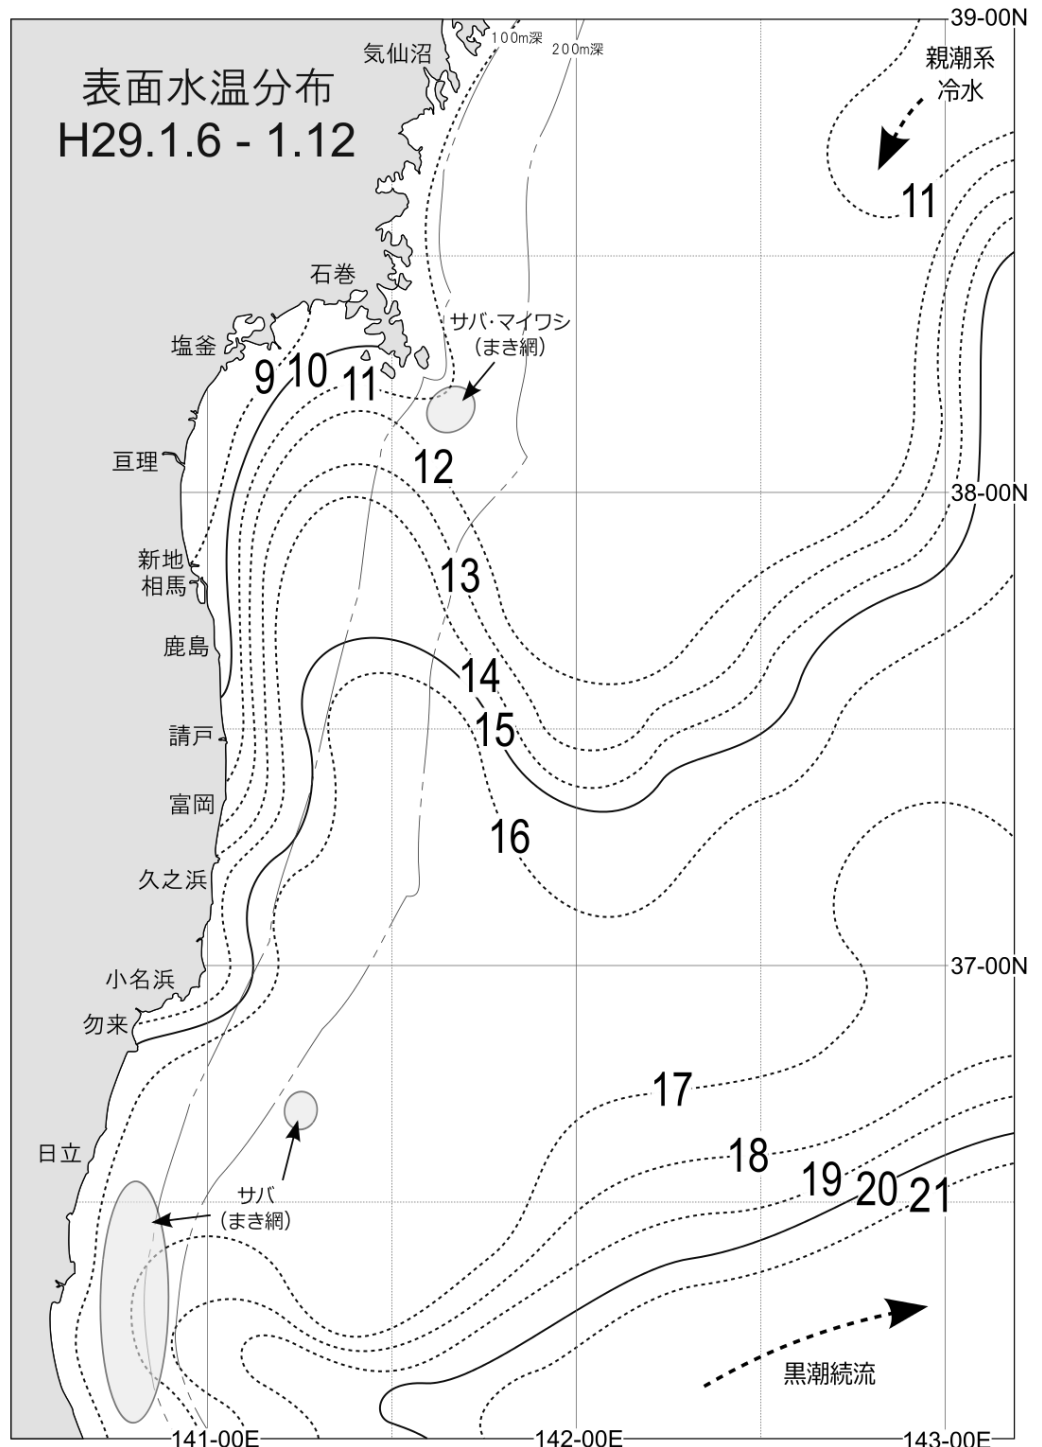 39-00N
100m深
200m深
気仙沼
親潮系
冷水
表面水温分布
H29.1.6 - 1.12
11
石巻
サバ・マイワシ
(まき網)
塩釜
9
10
11
亘理
12
38-00N
新地
相馬
13
鹿島
14
請戸
15
富岡
16
久之浜
小名浜
37-00N
勿来
17
日立
18
19
20
21
サバ
(まき網)
黒潮続流
141-00E
142-00E
143-00E